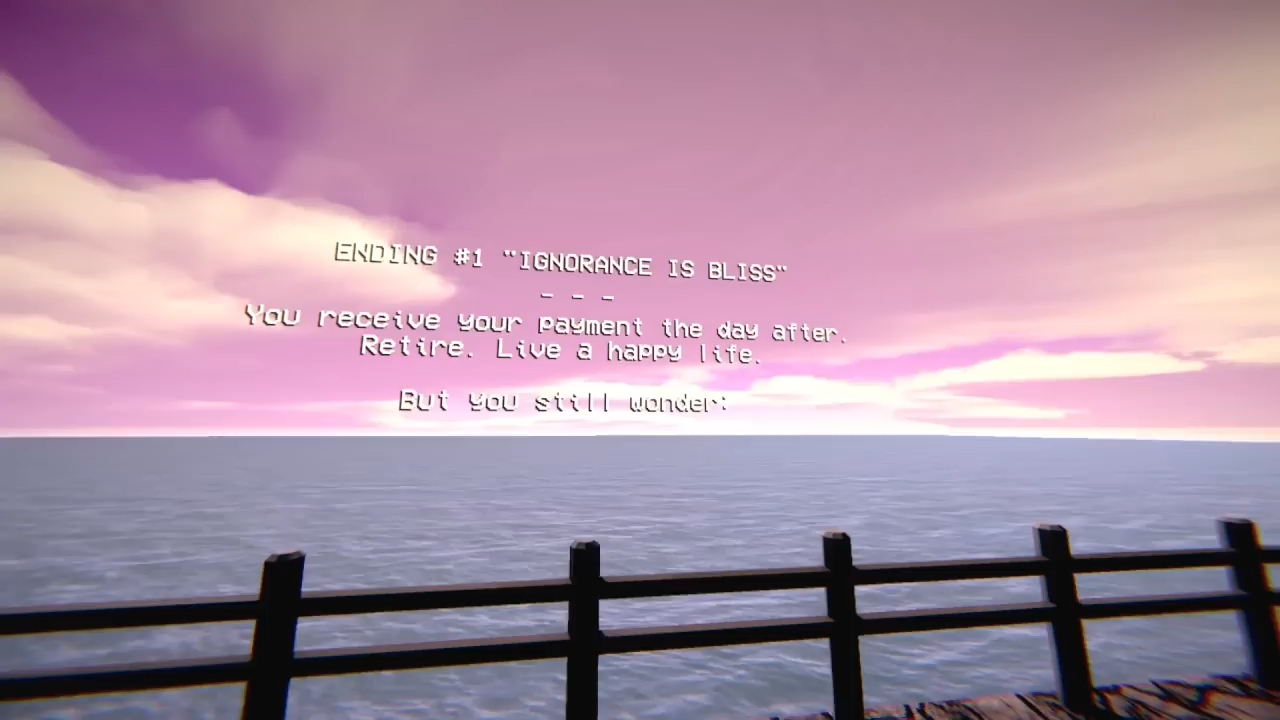 ENDING #1 "IGNORANCE IS BLISS"
- - -
You receive your payment the day after.
Retire. Live a happy life.
But you still wonder: